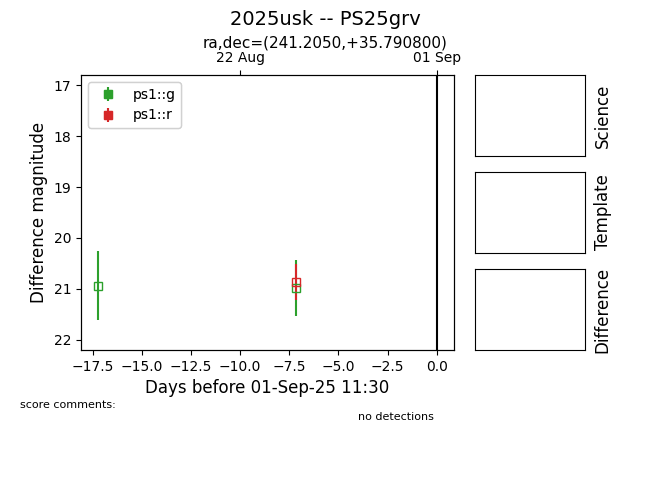 2025usk -- PS25grv
ra,dec=(241.2050,+35.790800)
22 Aug
01 Sep
ps1::g
ps1::r
17
18
19
20
21
22
Difference magnitude
−17.5
−15.0
−12.5
−10.0
−7.5
−5.0
−2.5
0.0
Days before 01-Sep-25 11:30
Science
Template
Difference
score comments:
no detections